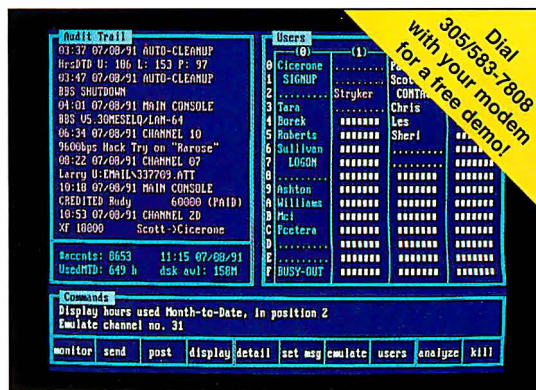 Dial
305/583-7808
with your modem
for a free demo!
Audit Trail
03:37 07/08/91 AUTO-CLEANUP
HrsDTD U: 186 L: 153 P: 97
03:47 07/08/91 AUTO-CLEANUP
BBS SHUTDOWN
04:01 07/08/91 MAIN CONSOLE
BBS V5.30MESELQ/LAN-64
06:34 07/08/91 CHANNEL 10
9600bps Hack Try on "Rarose"
08:22 07/08/91 CHANNEL 07
Larry U:EMAIL\337709.ATT
10:18 07/08/91 MAIN CONSOLE
CREDITED Rudy 60000 (PAID)
10:53 07/08/91 CHANNEL 2D
XF 10000 Scott->Cicerone
#accnts: 8653 11:15 07/08/91
UsedMTD: 649 h dsk avl: 158M
Users
(0) (1)
0 Cicerone
1 SIGNUP
2 ......... Stryker
3 Tara ......... Chris
4 Borek Les
5 Roberts Sheri
6 Sullivan .........
7 LOGON .........
8 .........
9 Ashton
A Williams
B Mci
C Pcetera
D .........
E .........
F BUSY-OUT
Commands
Display hours used Month-to-Date, in position 2
Emulate channel no. 31
monitor send post display detail set msg emulate users analyze kill